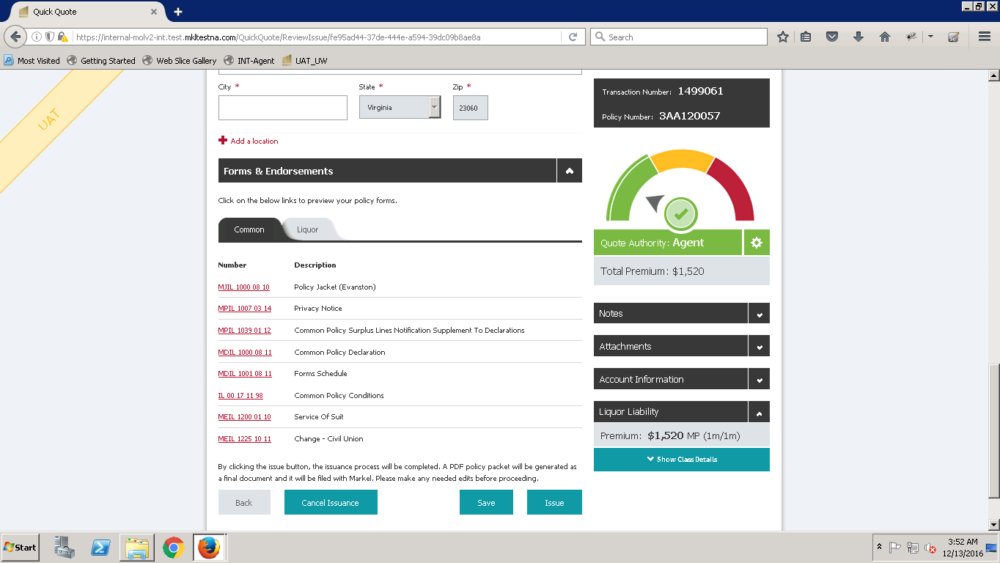 Quick Quote
https://internal-molv2-int.test.mkltestna.com/QuickQuote/ReviewIssue/fe95ad44-37de-444e-a594-39dc09b8ae8a
Search
Most Visited
Getting Started
Web Slice Gallery
INT-Agent
UAT_UW
UAT
City *
State *
Zip *
Virginia
23060
Add a location
Forms & Endorsements
Click on the below links to preview your policy forms.
Common
Liquor
Number Description
MJIL 1000 08 10 Policy Jacket (Evanston)
MPIL 1007 03 14 Privacy Notice
MPIL 1039 01 12 Common Policy Surplus Lines Notification Supplement To Declarations
MDIL 1000 08 11 Common Policy Declaration
MDIL 1001 08 11 Forms Schedule
IL 00 17 11 98 Common Policy Conditions
MEIL 1200 01 10 Service Of Suit
MEIL 1225 10 11 Change - Civil Union
By clicking the issue button, the issuance process will be completed. A PDF policy packet will be generated as
a final document and it will be filed with Markel. Please make any needed edits before proceeding.
Back
Cancel Issuance
Save
Issue
Transaction Number: 1499061
Policy Number: 3AA120057
Quote Authority: Agent
Total Premium: $1,520
Notes
Attachments
Account Information
Liquor Liability
Premium: $1,520 MP (1m/1m)
Show Class Details
Start
3:52 AM
12/13/2016